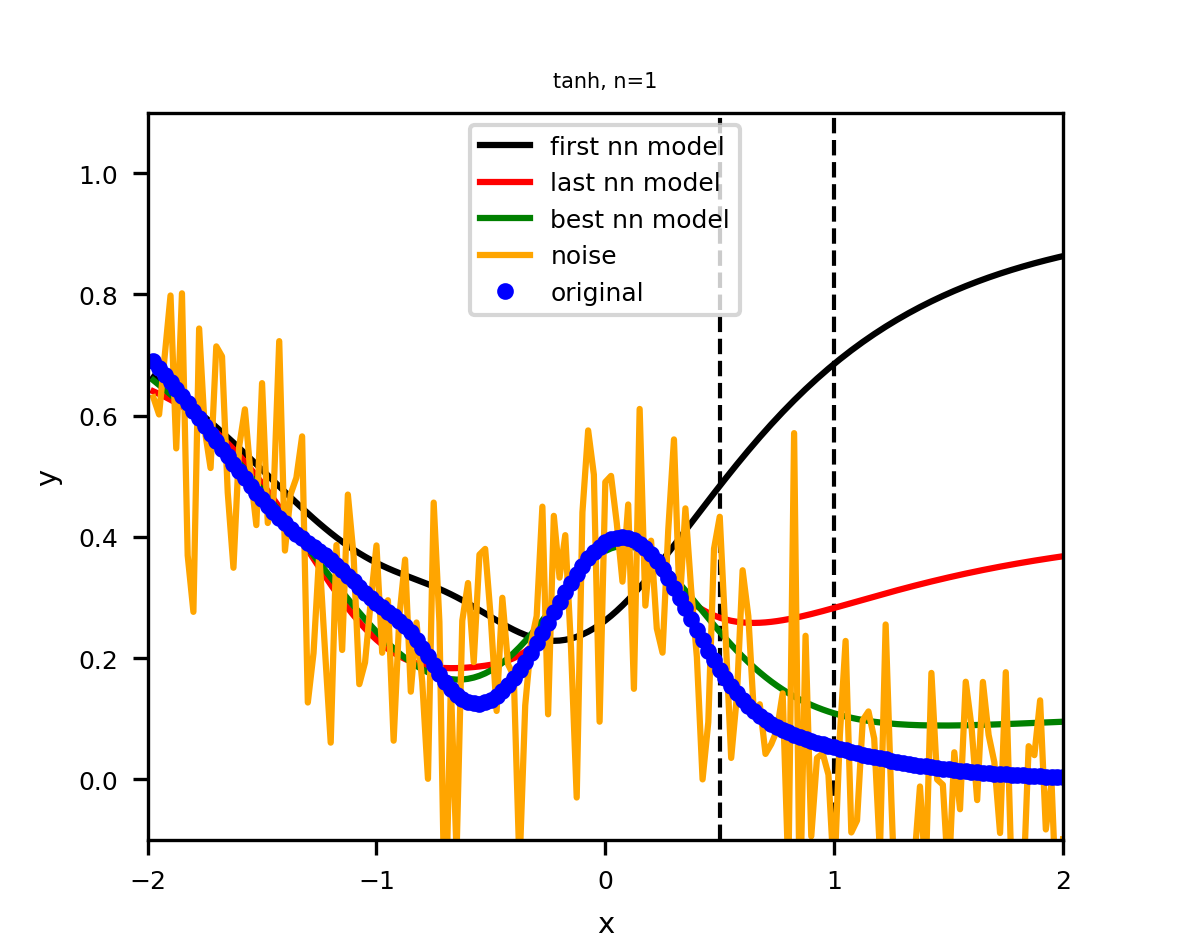 tanh, n=1
first nn model
last nn model
best nn model
noise
original
y
1.0
0.8
0.6
0.4
0.2
0.0
−2 −1 0 1 2
x